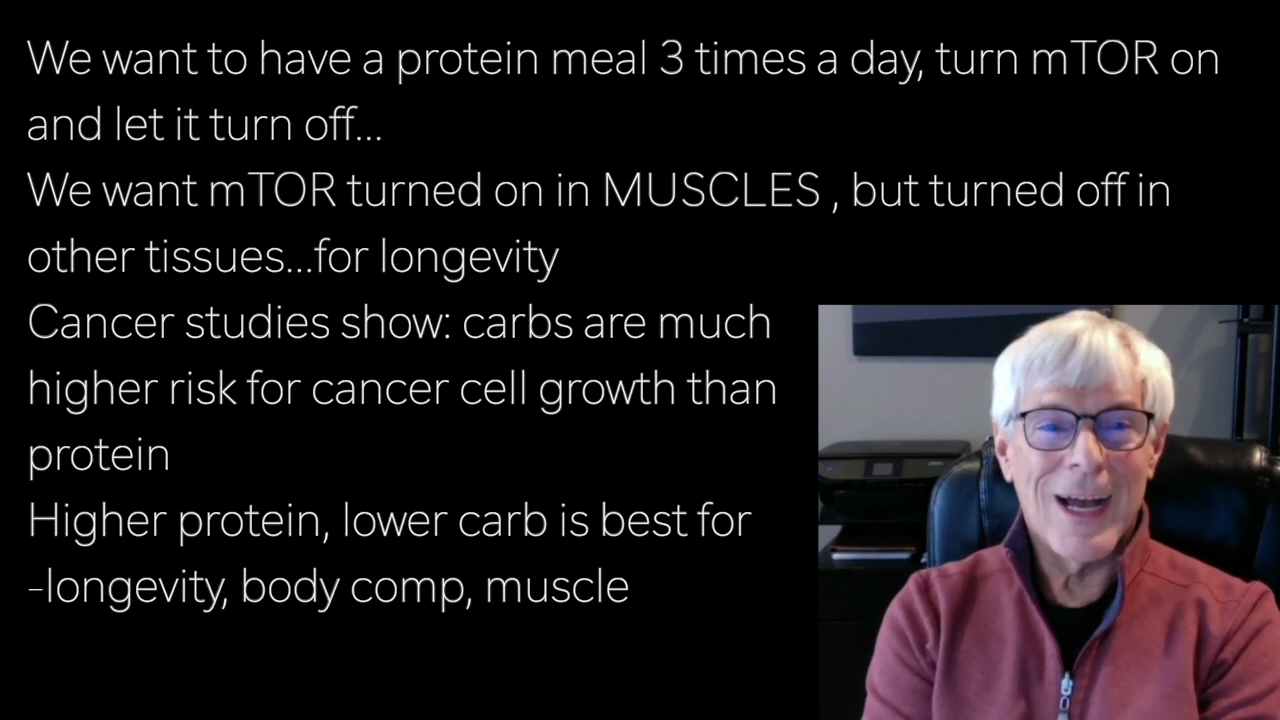 We want to have a protein meal 3 times a day, turn mTOR on
and let it turn off...
We want mTOR turned on in MUSCLES , but turned off in
other tissues...for longevity
Cancer studies show: carbs are much
higher risk for cancer cell growth than
protein
Higher protein, lower carb is best for
-longevity, body comp, muscle